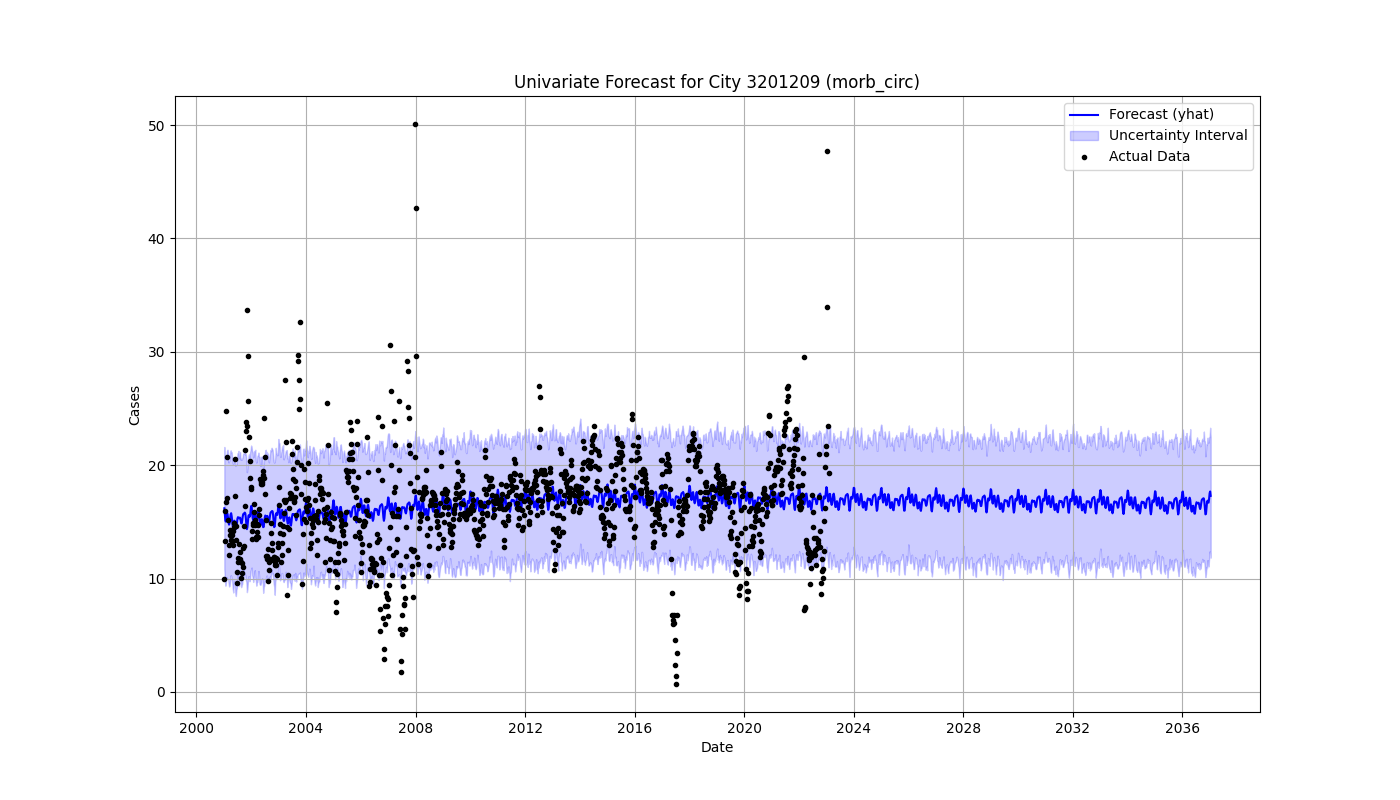 Univariate Forecast for City 3201209 (morb_circ)
Forecast (yhat)
Uncertainty Interval
Actual Data
50
40
30
20
10
0
Cases
2000 2004 2008 2012 2016 2020 2024 2028 2032 2036
Date